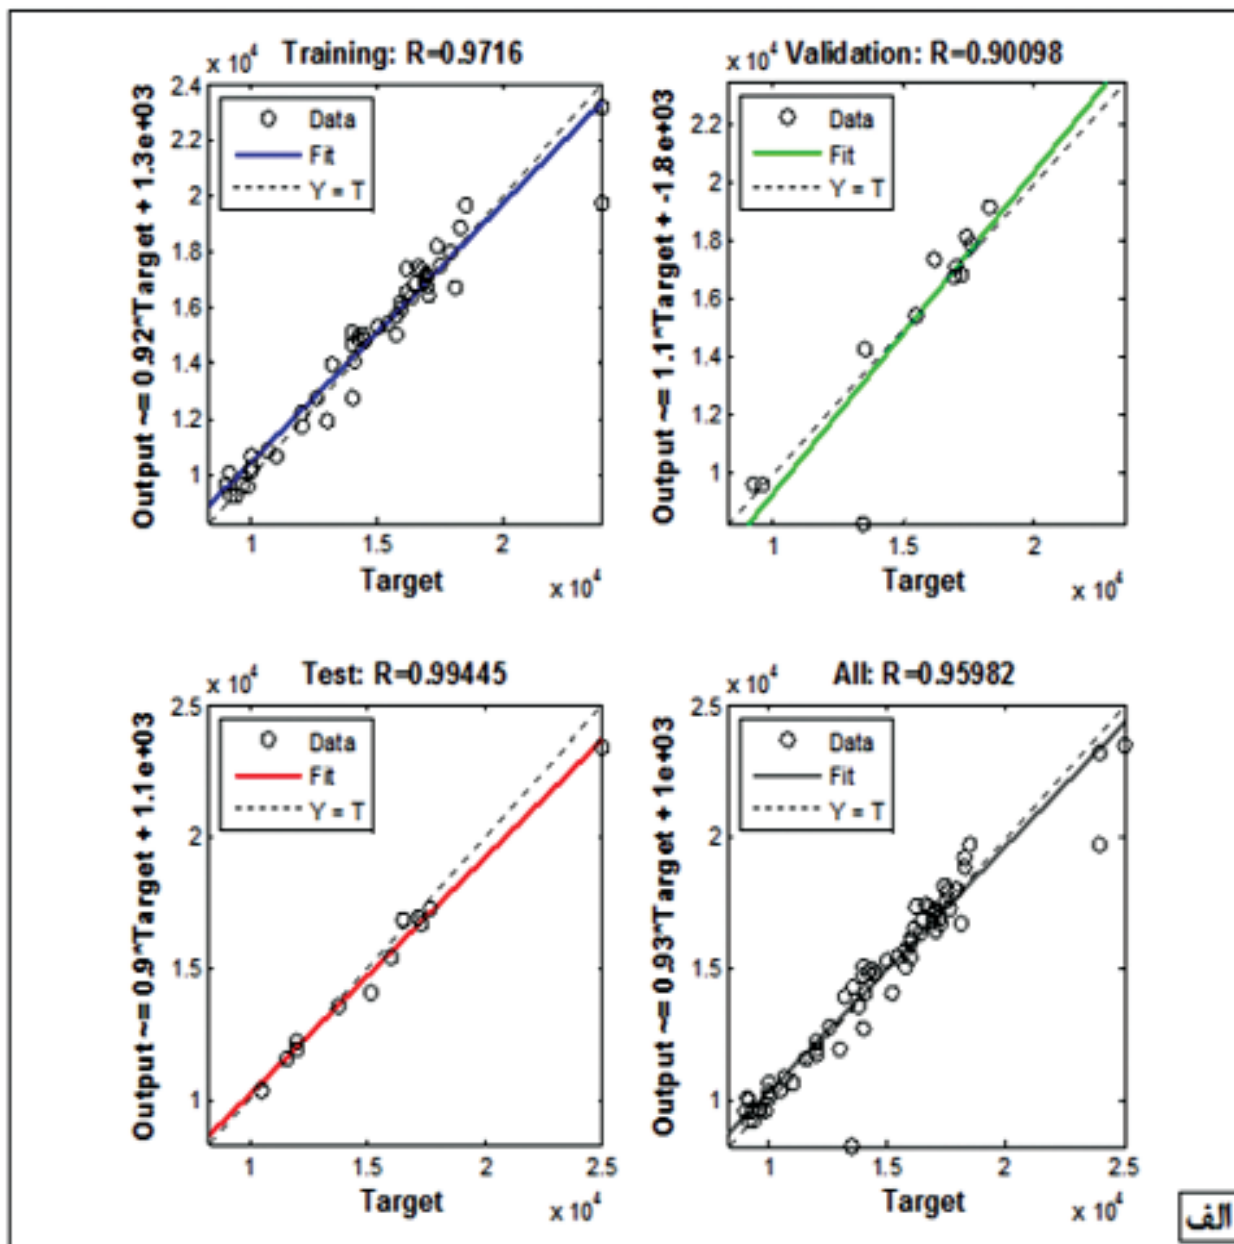 Training: R=0.9716
x 10⁴
Output ~= 0.92*Target + 1.3e+03
2.4
2.2
2
1.8
1.6
1.4
1.2
1
Data
Fit
Y = T
1 1.5 2
Target
x 10⁴
Validation: R=0.90098
x 10⁴
Output ~= 1.1*Target + -1.8e+03
2.2
2
1.8
1.6
1.4
1.2
1
Data
Fit
Y = T
1 1.5 2
Target
x 10⁴
Test: R=0.99445
x 10⁴
Output ~= 0.9*Target + 1.1e+03
2.5
2
1.5
1
Data
Fit
Y = T
1 1.5 2 2.5
Target
x 10⁴
All: R=0.95982
x 10⁴
Output ~= 0.93*Target + 1e+03
2.5
2
1.5
1
Data
Fit
Y = T
1 1.5 2 2.5
Target
x 10⁴
الف